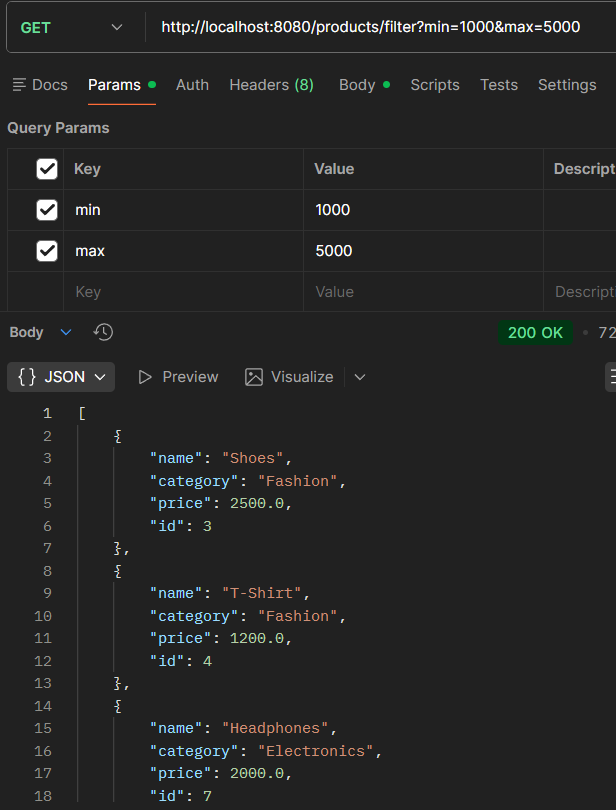 GET http://localhost:8080/products/filter?min=1000&max=5000
Docs Params Auth Headers (8) Body Scripts Tests Settings
Query Params
Key Value Descript
min 1000
max 5000
Key Value Descripti
Body 200 OK 72
{} JSON Preview Visualize
1 [
2 {
3 "name": "Shoes",
4 "category": "Fashion",
5 "price": 2500.0,
6 "id": 3
7 },
8 {
9 "name": "T-Shirt",
10 "category": "Fashion",
11 "price": 1200.0,
12 "id": 4
13 },
14 {
15 "name": "Headphones",
16 "category": "Electronics",
17 "price": 2000.0,
18 "id": 7